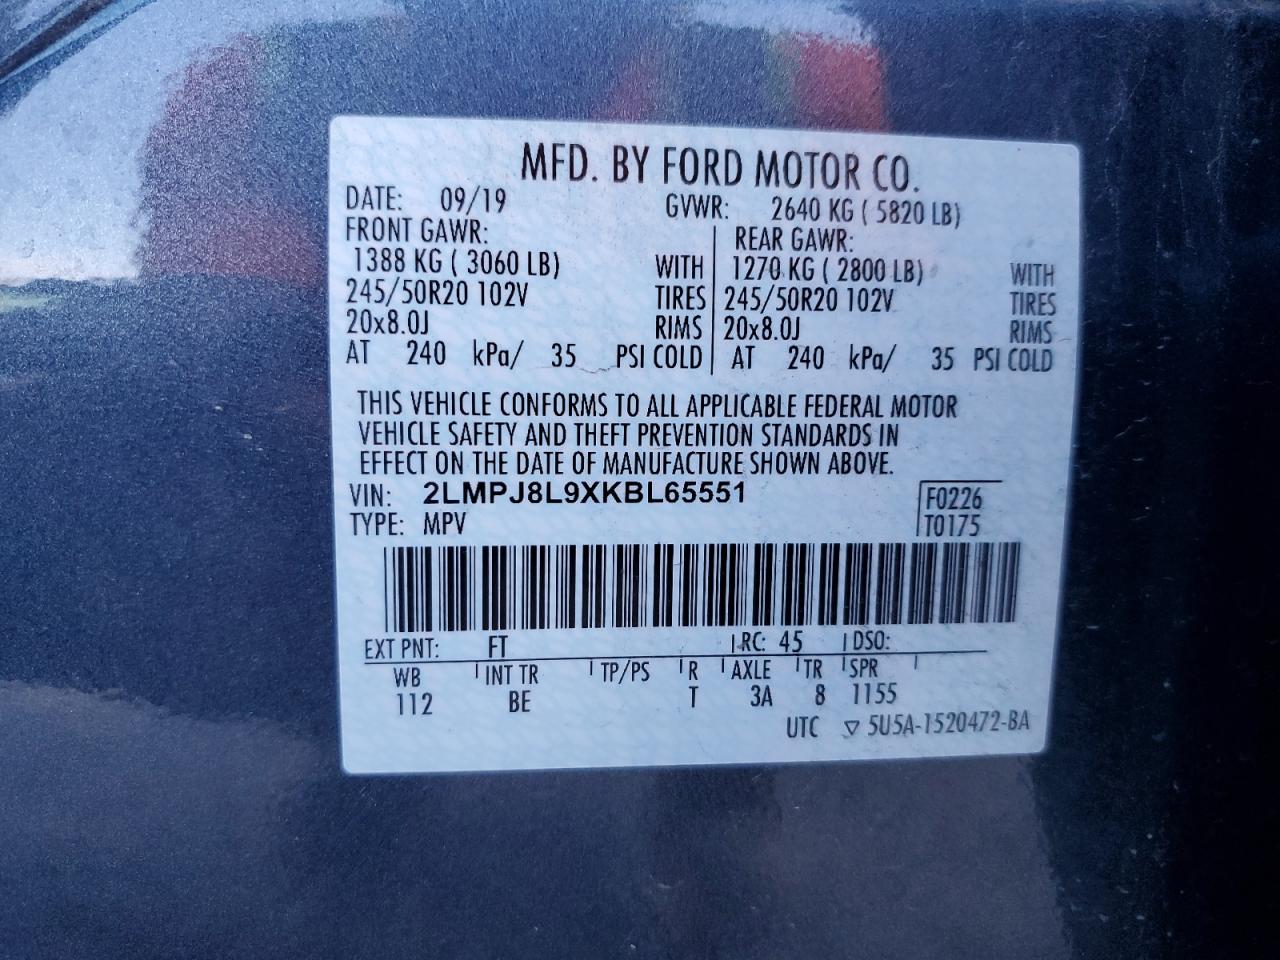 MFD. BY FORD MOTOR CO.
DATE: 09/19 GVWR: 2640 KG ( 5820 LB)
FRONT GAWR: REAR GAWR:
1388 KG ( 3060 LB) WITH 1270 KG ( 2800 LB) WITH
245/50R20 102V TIRES 245/50R20 102V TIRES
20x8.0J RIMS 20x8.0J RIMS
AT 240 kPa/ 35 PSI COLD AT 240 kPa/ 35 PSI COLD
THIS VEHICLE CONFORMS TO ALL APPLICABLE FEDERAL MOTOR
VEHICLE SAFETY AND THEFT PREVENTION STANDARDS IN
EFFECT ON THE DATE OF MANUFACTURE SHOWN ABOVE.
VIN: 2LMPJ8L9XKBL65551 F0226
TYPE: MPV T0175
EXT PNT: FT RC: 45 DSO:
WB INT TR TP/PS R AXLE TR SPR
112 BE T 3A 8 1155
UTC ▽ 5U5A-1520472-BA